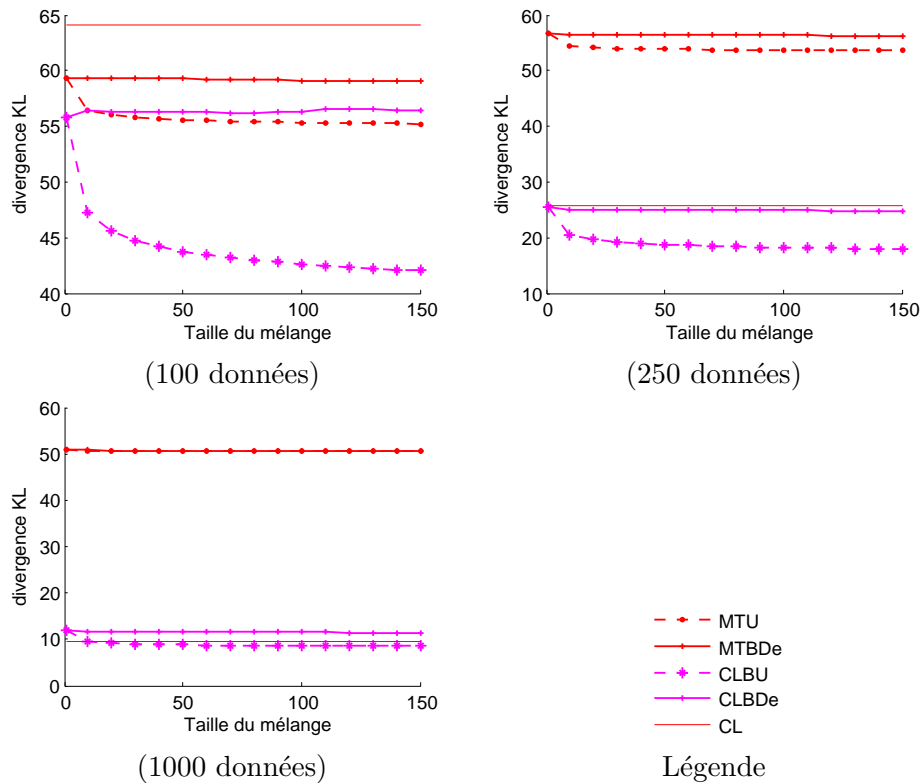 65
60
55
50
45
40
divergence KL
0
50
100
150
Taille du mélange
(100 données)
60
50
40
30
20
10
divergence KL
0
50
100
150
Taille du mélange
(250 données)
60
50
40
30
20
10
0
divergence KL
0
50
100
150
Taille du mélange
(1000 données)
MTU
MTBDe
CLBU
CLBDe
CL
Légende